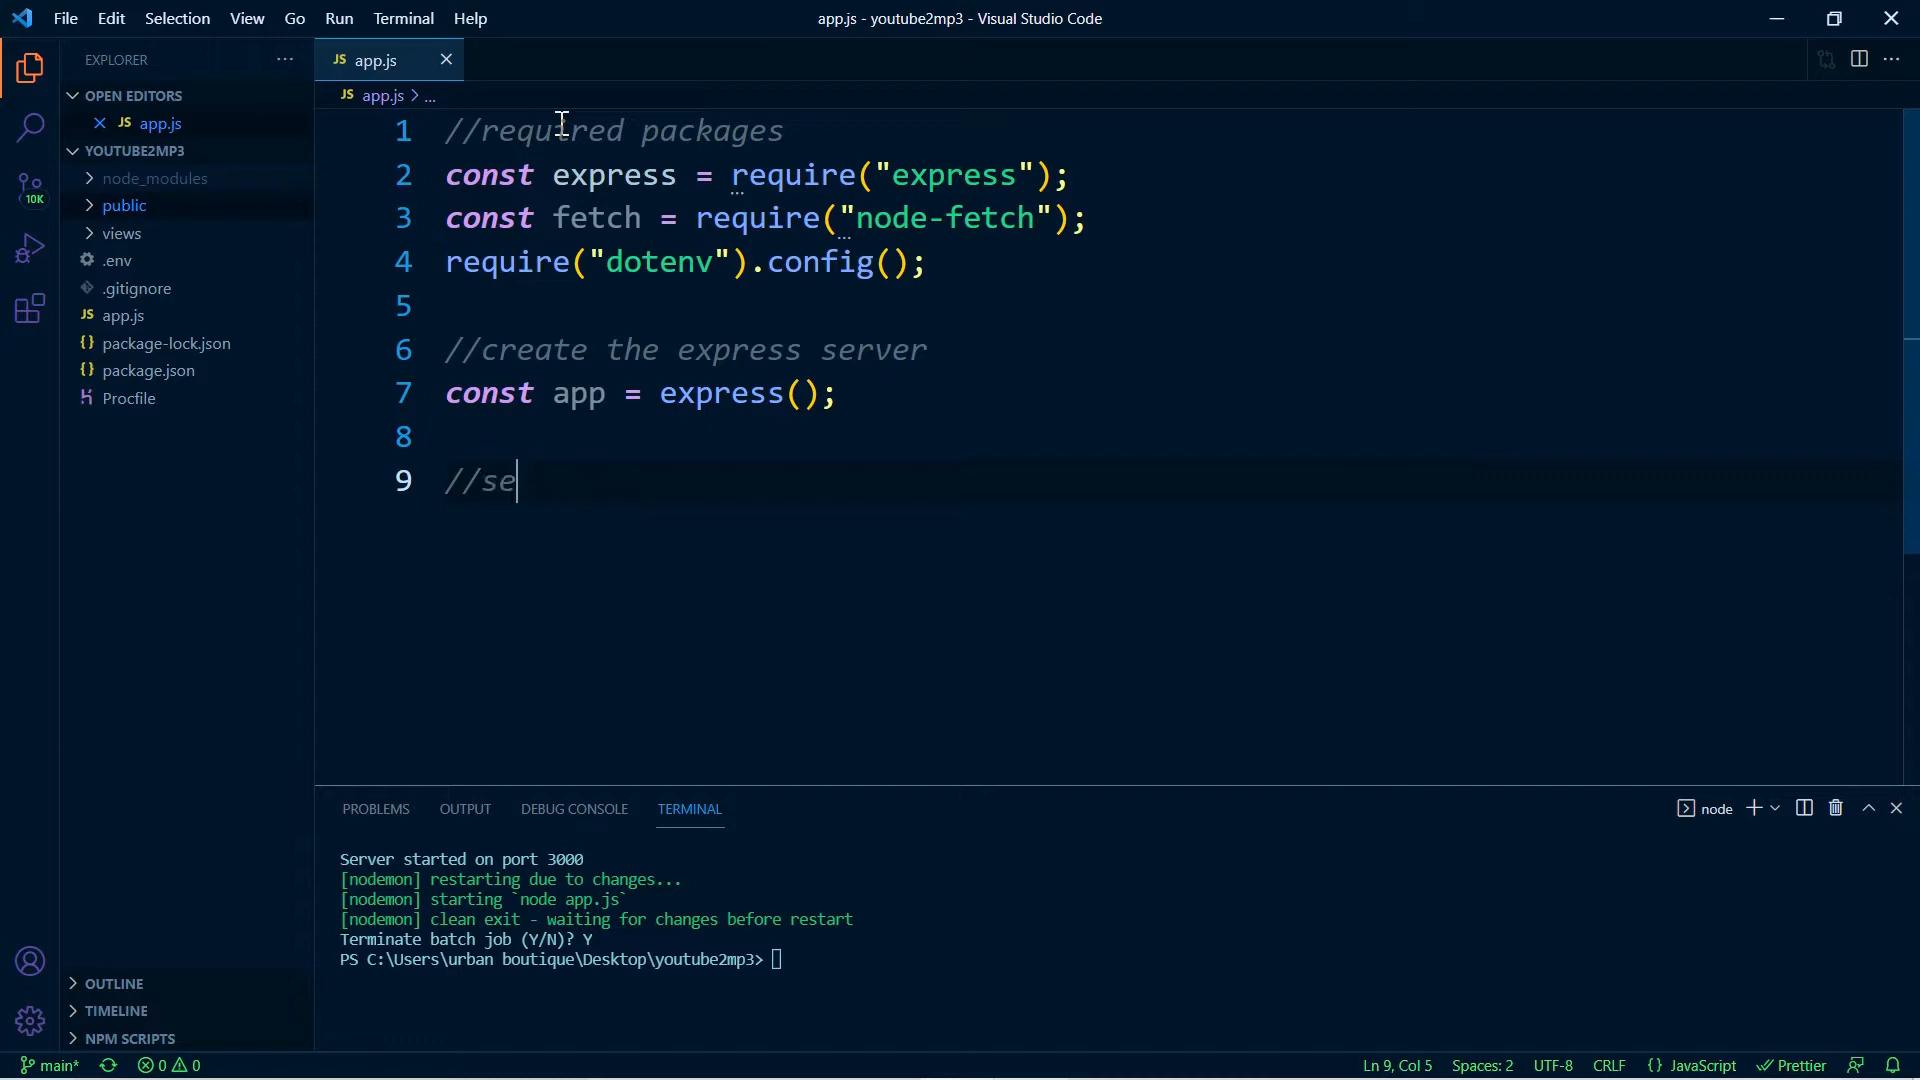 File Edit Selection View Go Run Terminal Help
app.js - youtube2mp3 - Visual Studio Code
EXPLORER
OPEN EDITORS
JS app.js
YOUTUBE2MP3
node_modules
public
views
.env
.gitignore
JS app.js
{} package-lock.json
{} package.json
Procfile
OUTLINE
TIMELINE
NPM SCRIPTS
10K
JS app.js
JS app.js > ...
1 //required packages
2 const express = require("express");
3 const fetch = require("node-fetch");
4 require("dotenv").config();
5
6 //create the express server
7 const app = express();
8
9 //se
PROBLEMS OUTPUT DEBUG CONSOLE TERMINAL
node
Server started on port 3000
[nodemon] restarting due to changes...
[nodemon] starting `node app.js`
[nodemon] clean exit - waiting for changes before restart
Terminate batch job (Y/N)? Y
PS C:\Users\urban boutique\Desktop\youtube2mp3>
main* 0 0 Ln 9, Col 5 Spaces: 2 UTF-8 CRLF {} JavaScript Prettier